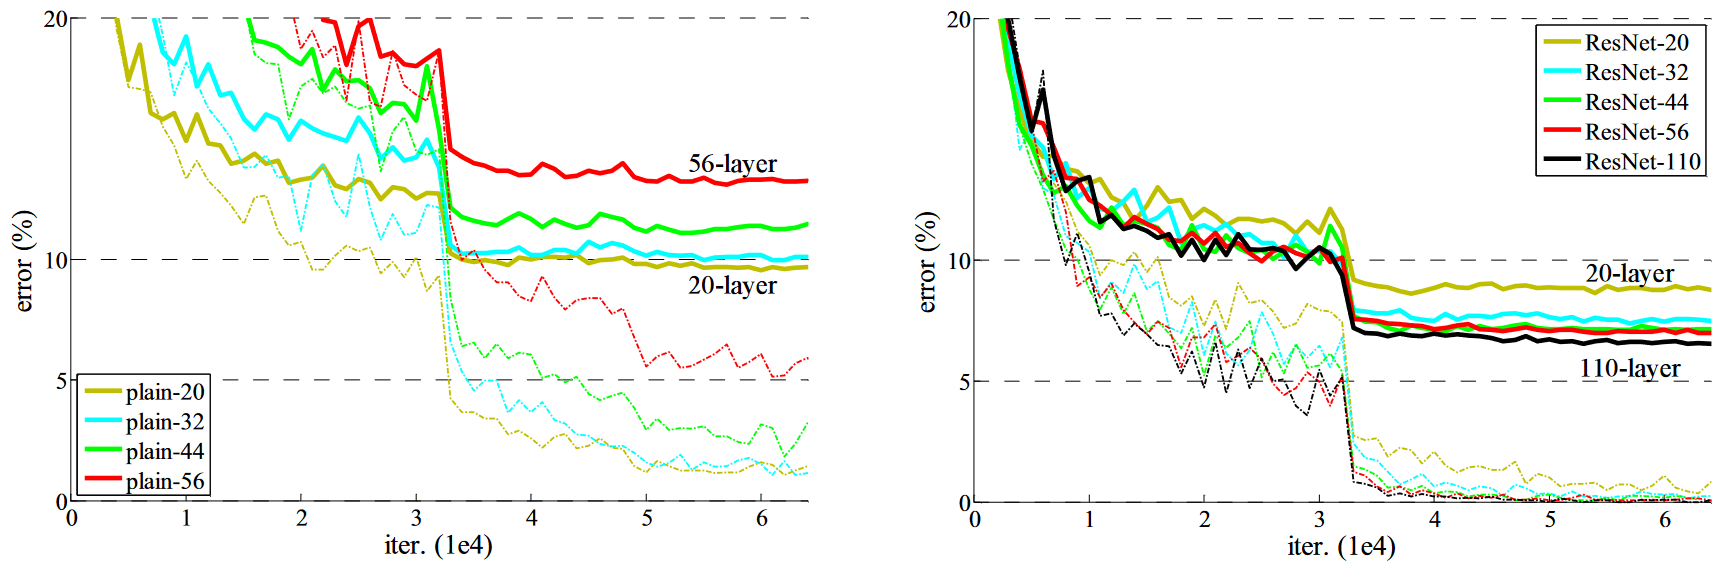 20
10
5
0
error (%)
56-layer
20-layer
plain-20
plain-32
plain-44
plain-56
0 1 2 3 4 5 6
iter. (1e4)
20
10
5
0
error (%)
ResNet-20
ResNet-32
ResNet-44
ResNet-56
ResNet-110
20-layer
110-layer
0 1 2 3 4 5 6
iter. (1e4)